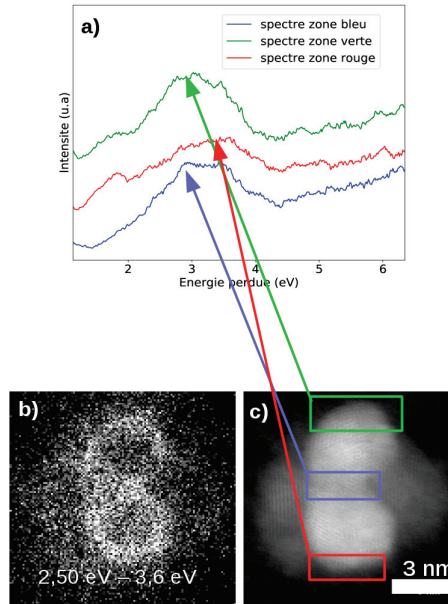 a)
spectre zone bleu
spectre zone verte
spectre zone rouge
Intensite (u.a)
2 3 4 5 6
Energie perdue (eV)
b)
2,50 eV – 3,6 eV
c)
3 nm